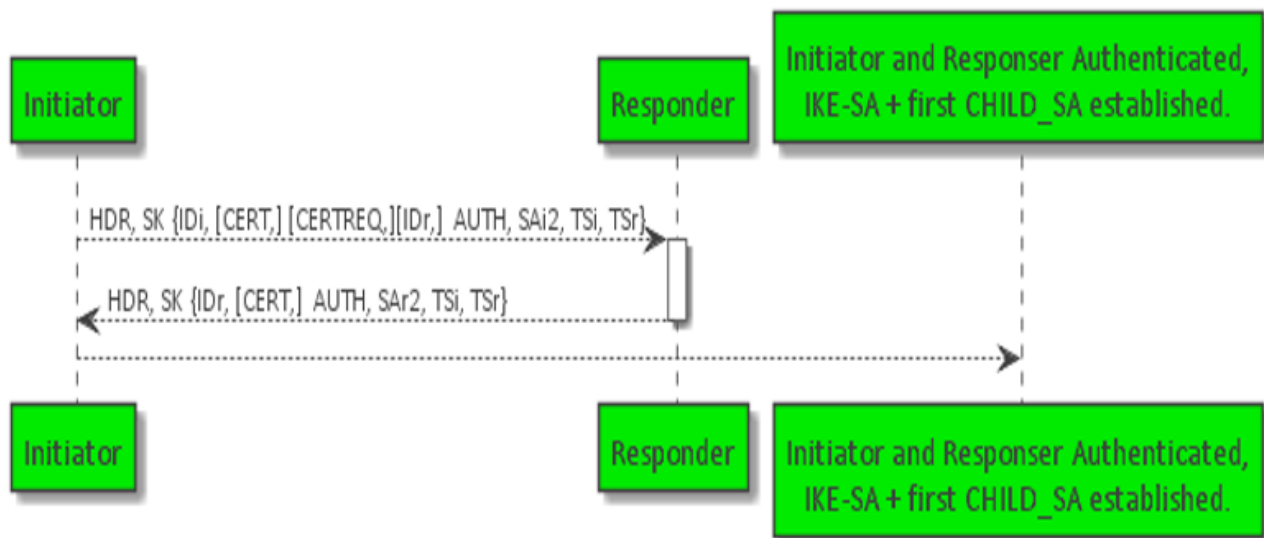 Initiator
Responder
Initiator and Responser Authenticated,
IKE-SA + first CHILD_SA established.
HDR, SK {IDi, [CERT,] [CERTREQ,][IDr,]  AUTH, SAi2, TSi, TSr}
HDR, SK {IDr, [CERT,]  AUTH, SAr2, TSi, TSr}
Initiator
Responder
Initiator and Responser Authenticated,
IKE-SA + first CHILD_SA established.